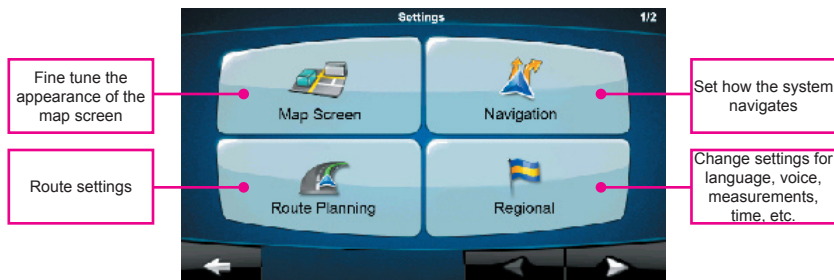 Settings
1/2
Fine tune the
appearance of the
map screen
Map Screen
Navigation
Set how the system
navigates
Route settings
Route Planning
Regional
Change settings for
language, voice,
measurements,
time, etc.